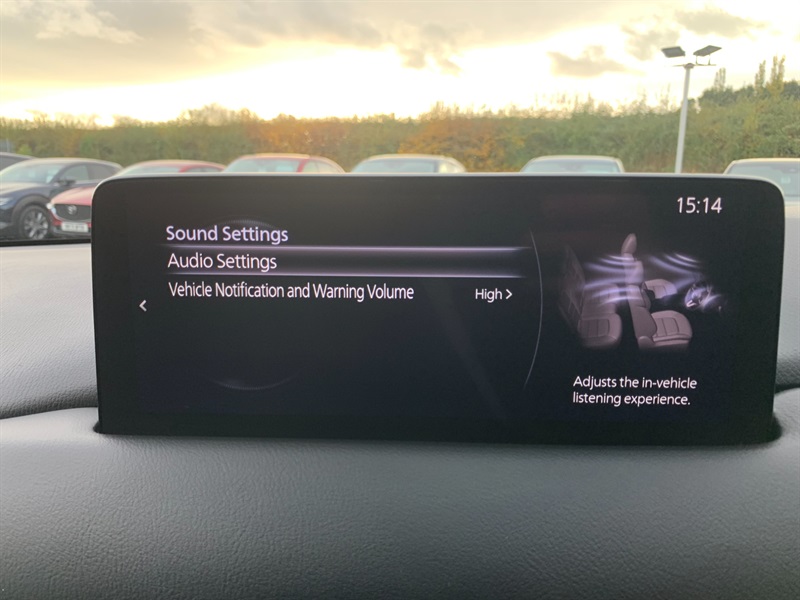 15:14
Sound Settings
Audio Settings
Vehicle Notification and Warning Volume High >
<
Adjusts the in-vehicle
listening experience.